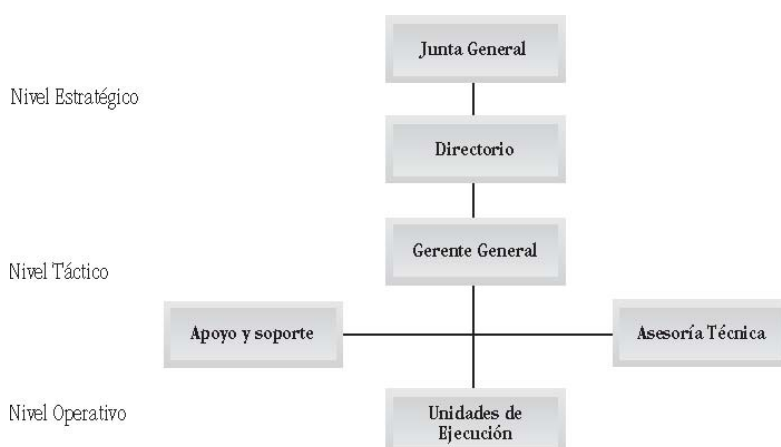 Junta General
Nivel Estratégico
Directorio
Gerente General
Nivel Táctico
Apoyo y soporte
Asesoría Técnica
Nivel Operativo
Unidades de
Ejecución